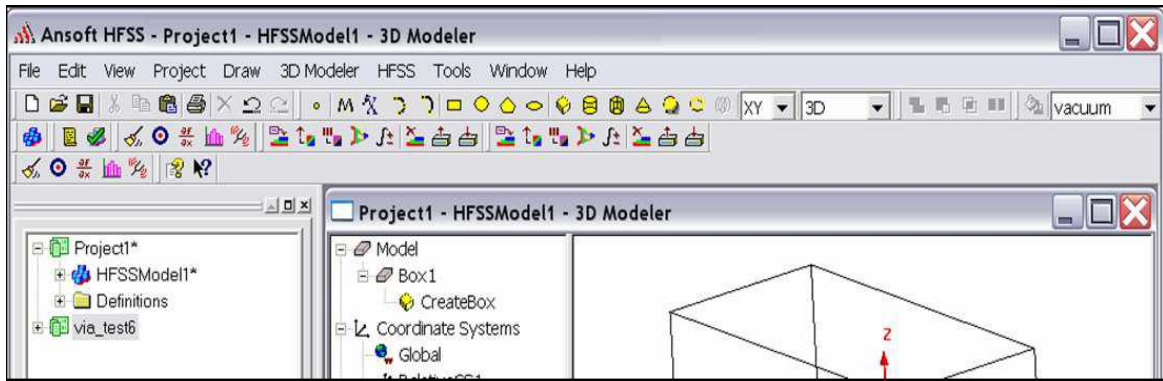 Ansoft HFSS - Project1 - HFSSModel1 - 3D Modeler
File Edit View Project Draw 3D Modeler HFSS Tools Window Help
XY 3D vacuum
Project1 - HFSSModel1 - 3D Modeler
Project1*
HFSSModel1*
Definitions
via_test6
Model
Box1
CreateBox
Coordinate Systems
Global
Z